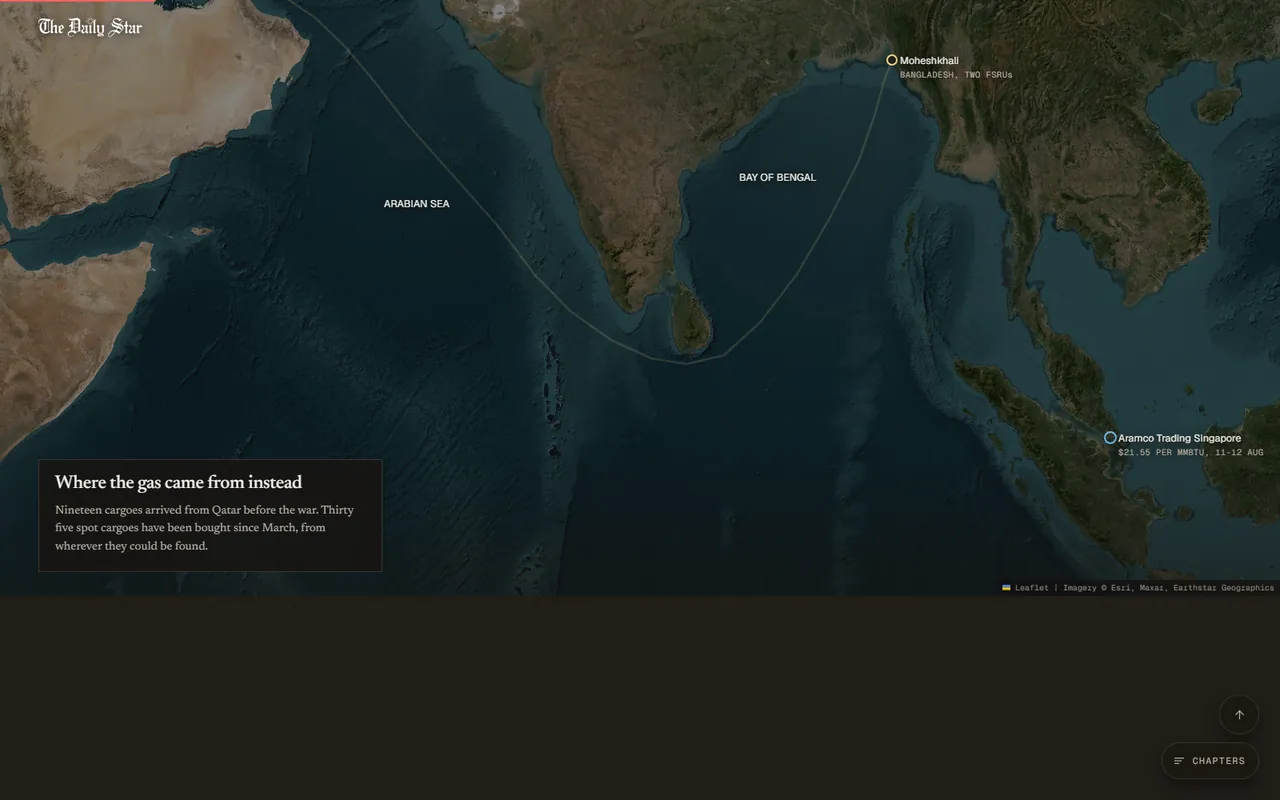 The Daily Star
Moheshkhali
BANGLADESH, TWO FSRUs
BAY OF BENGAL
ARABIAN SEA
Aramco Trading Singapore
$21.55 PER MMBTU, 11-12 AUG
Where the gas came from instead
Nineteen cargoes arrived from Qatar before the war. Thirty
five spot cargoes have been bought since March, from
wherever they could be found.
Leaflet | Imagery © Esri, Maxar, Earthstar Geographics
CHAPTERS